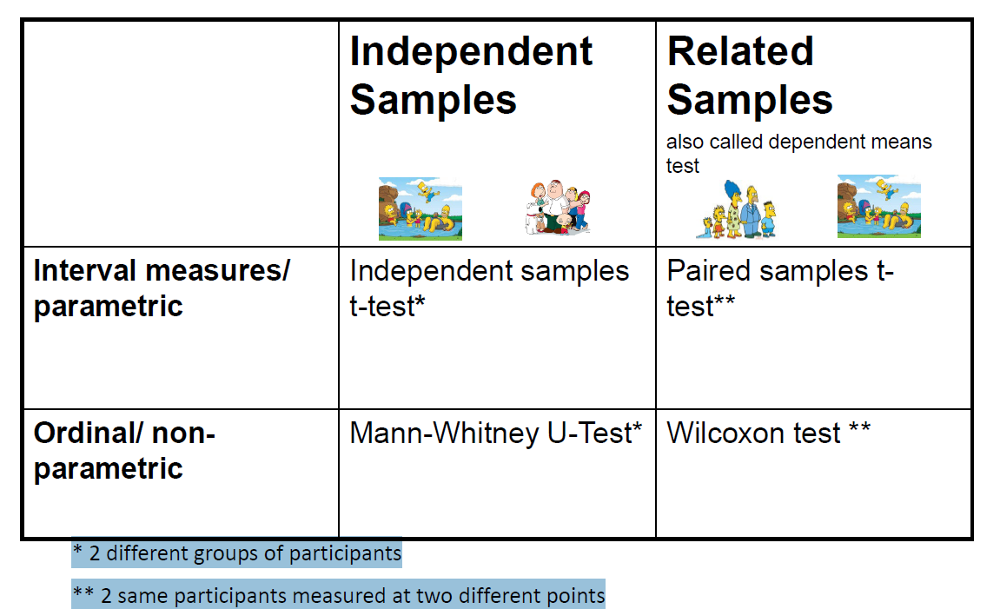 Independent
Samples
Related
Samples
also called dependent means
test
Interval measures/
parametric
Independent samples
t-test*
Paired samples t-
test**
Ordinal/ non-
parametric
Mann-Whitney U-Test*
Wilcoxon test **
* 2 different groups of participants
** 2 same participants measured at two different points